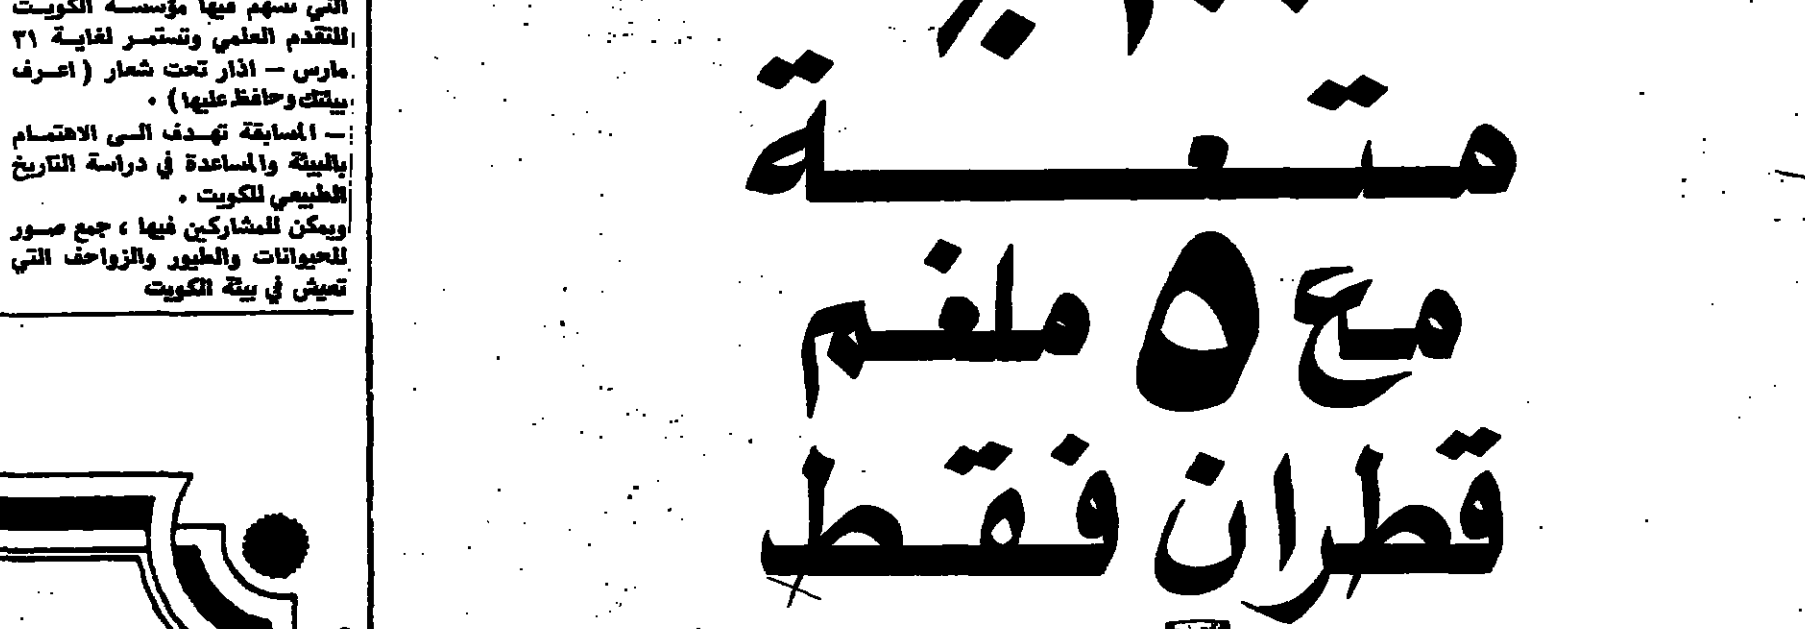 متعة
مع ٥ ملغم
قطران فقط
التي تسهم فيها مؤسسة الكويت
للتقدم العلمي وتستمر لغاية ٣١
مارس - اذار تحت شعار ( اعرف
بيئتك وحافظ عليها ) .
- المسابقة تهدف الى الاهتمام
بالبيئة والمساعدة في دراسة التاريخ
الطبيعي للكويت .
ويمكن للمشاركين فيها ، جمع صور
للحيوانات والطيور والزواحف التي
تعيش في بيئة الكويت